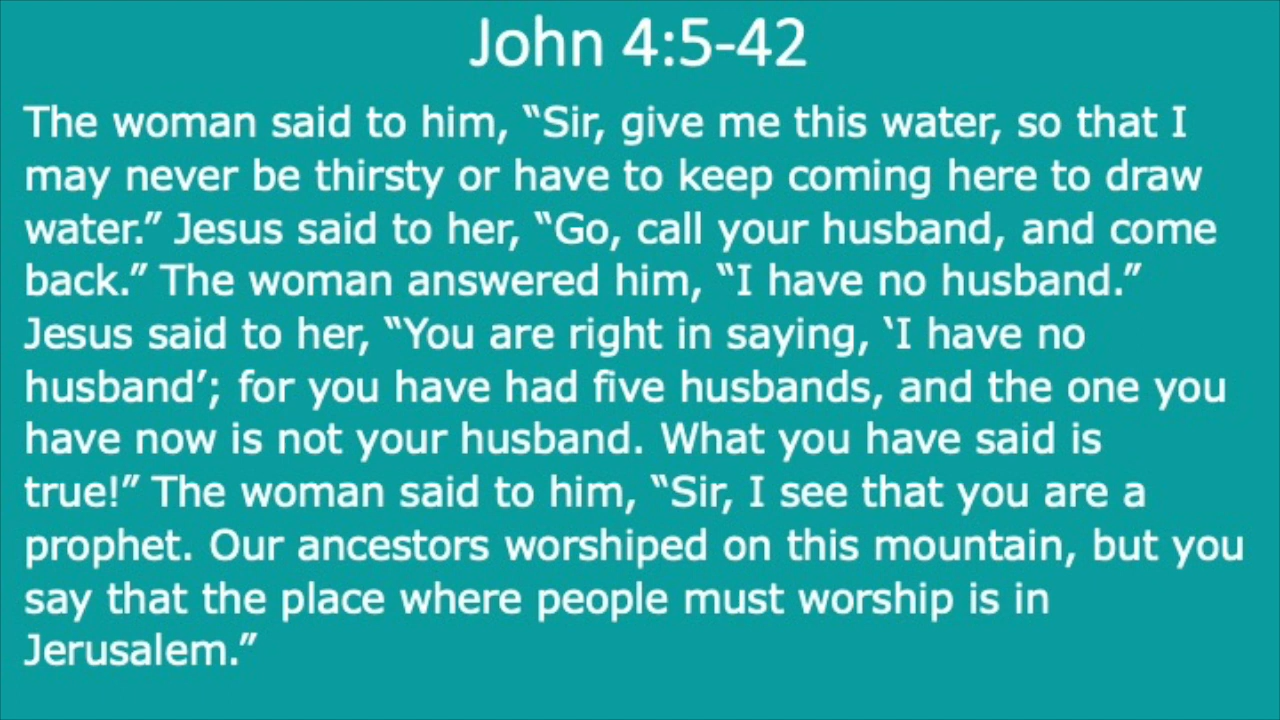 John 4:5-42
The woman said to him, “Sir, give me this water, so that I
may never be thirsty or have to keep coming here to draw
water.” Jesus said to her, “Go, call your husband, and come
back.” The woman answered him, “I have no husband.”
Jesus said to her, “You are right in saying, ‘I have no
husband’; for you have had five husbands, and the one you
have now is not your husband. What you have said is
true!” The woman said to him, “Sir, I see that you are a
prophet. Our ancestors worshiped on this mountain, but you
say that the place where people must worship is in
Jerusalem.”